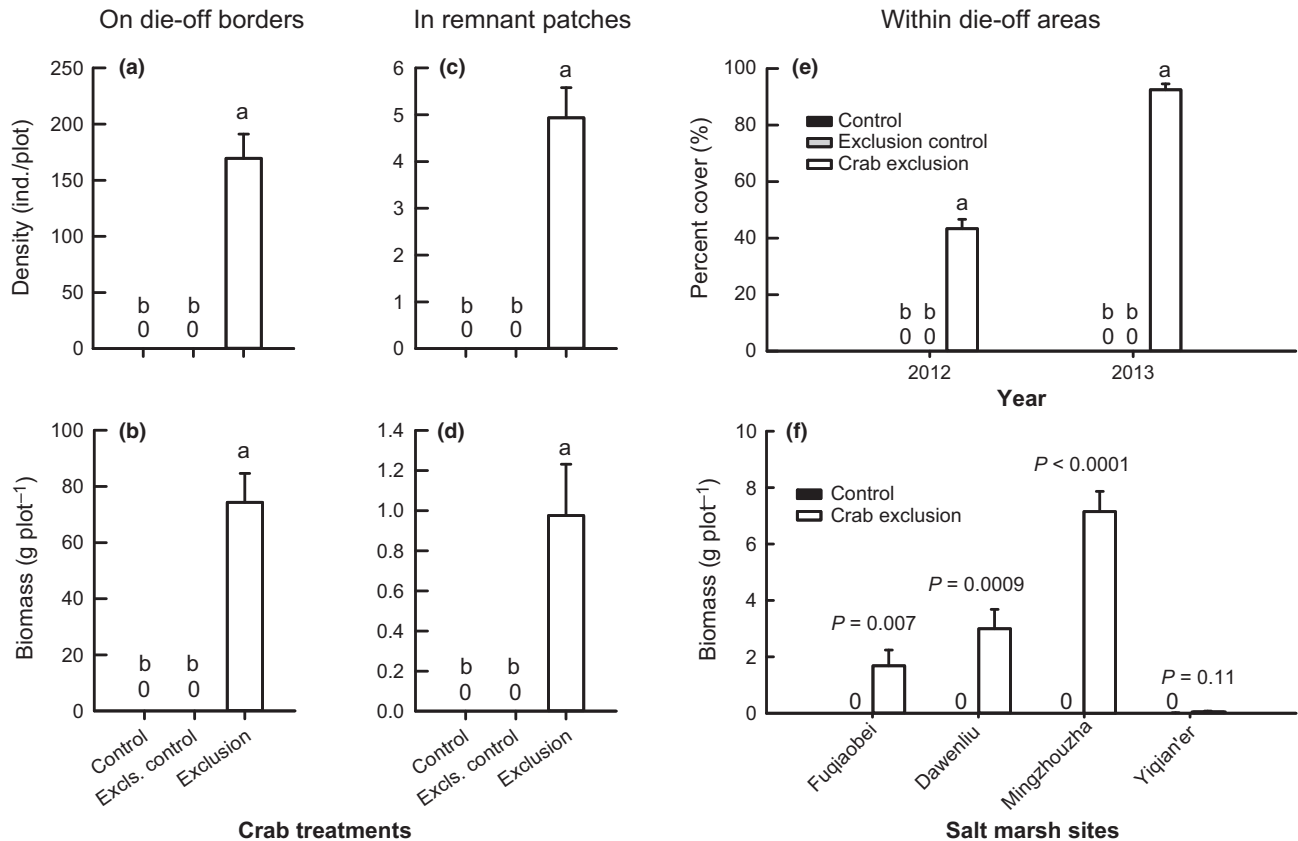 On die-off borders
In remnant patches
Within die-off areas
(a)
Density (ind./plot)
250
200
150
100
50
0
b
0
b
0
a
(c)
6
5
4
3
2
1
0
b
0
b
0
a
(e)
Percent cover (%)
100
80
60
40
20
0
Control
Exclusion control
Crab exclusion
b b
0 0
a
b b
0 0
a
2012
2013
Year
(b)
Biomass (g plot⁻¹)
100
80
60
40
20
0
b
0
b
0
a
Control
Excls. control
Exclusion
(d)
1.4
1.2
1.0
0.8
0.6
0.4
0.2
0.0
b
0
b
0
a
Control
Excls. control
Exclusion
Crab treatments
(f)
Biomass (g plot⁻¹)
10
8
6
4
2
0
Control
Crab exclusion
P = 0.007
P = 0.0009
P < 0.0001
P = 0.11
0
0
0
0
Fuqiaobei
Dawenliu
Mingzhouzha
Yiqian'er
Salt marsh sites